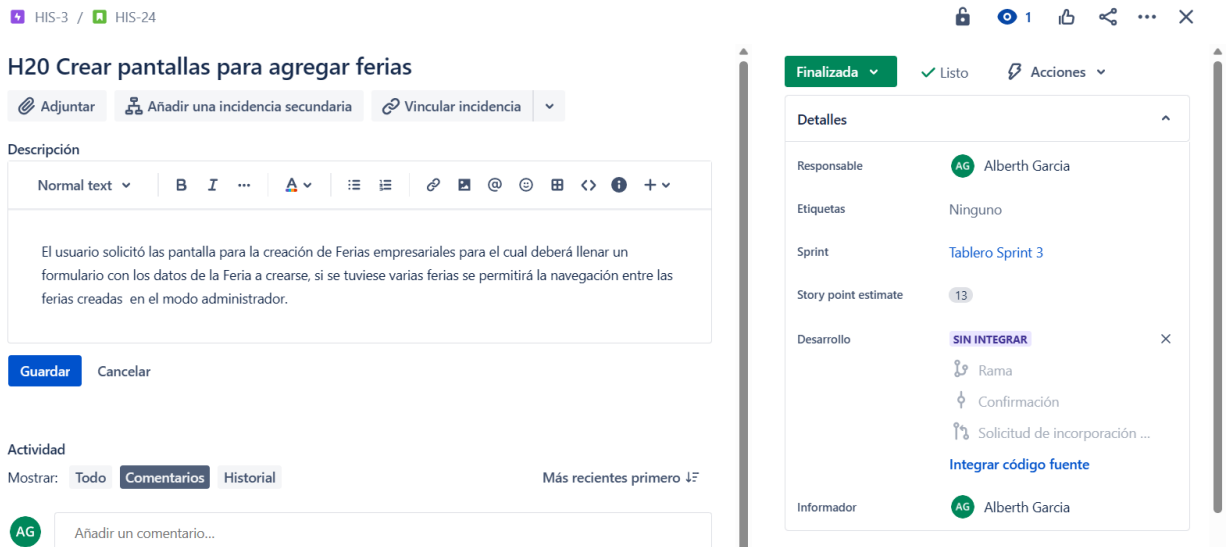 HIS-3 / HIS-24
1
H20 Crear pantallas para agregar ferias
Adjuntar
Añadir una incidencia secundaria
Vincular incidencia
Descripción
Normal text
B I ... A
El usuario solicitó las pantalla para la creación de Ferias empresariales para el cual deberá llenar un
formulario con los datos de la Feria a crearse, si se tuviese varias ferias se permitirá la navegación entre las
ferias creadas en el modo administrador.
Guardar
Cancelar
Actividad
Mostrar: Todo Comentarios Historial
Más recientes primero
AG
Añadir un comentario...
Finalizada
Listo
Acciones
Detalles
Responsable
AG Alberth Garcia
Etiquetas
Ninguno
Sprint
Tablero Sprint 3
Story point estimate
13
Desarrollo
SIN INTEGRAR
Rama
Confirmación
Solicitud de incorporación ...
Integrar código fuente
Informador
AG Alberth Garcia